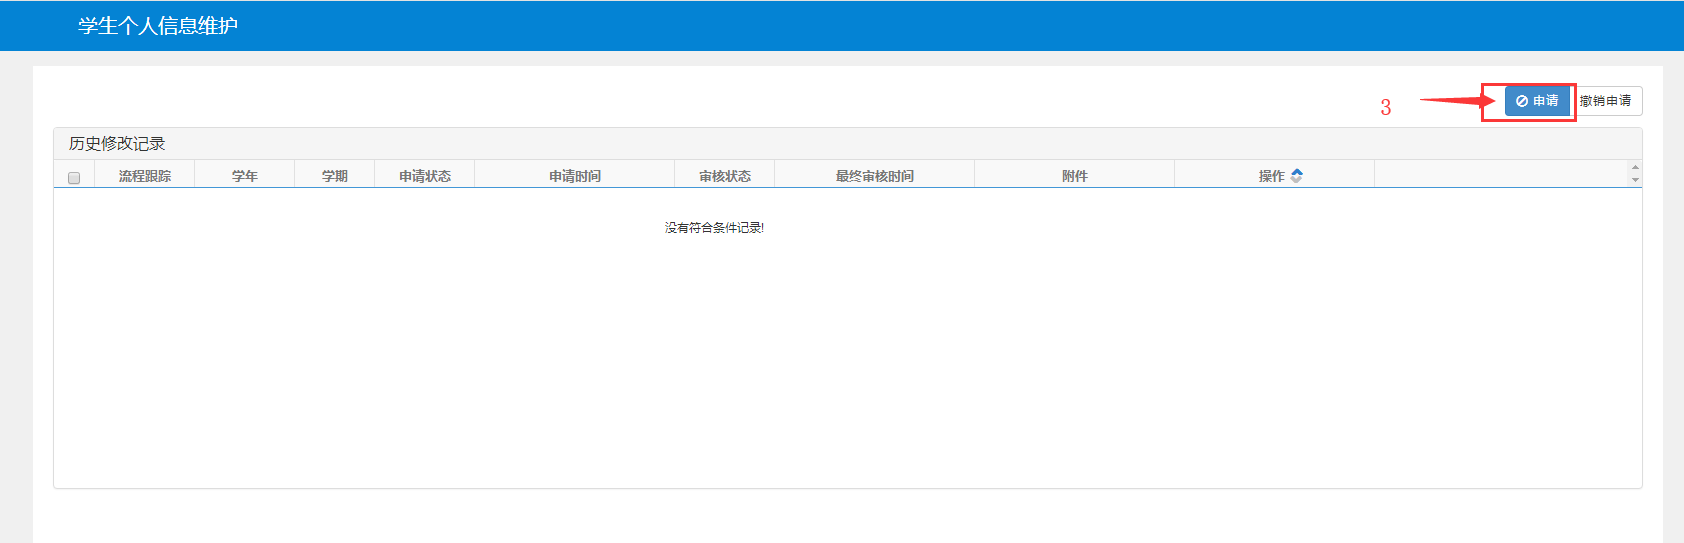 学生个人信息维护
3 申请 撤销申请
历史修改记录
流程跟踪 学年 学期 申请状态 申请时间 审核状态 最终审核时间 附件 操作
没有符合条件记录!